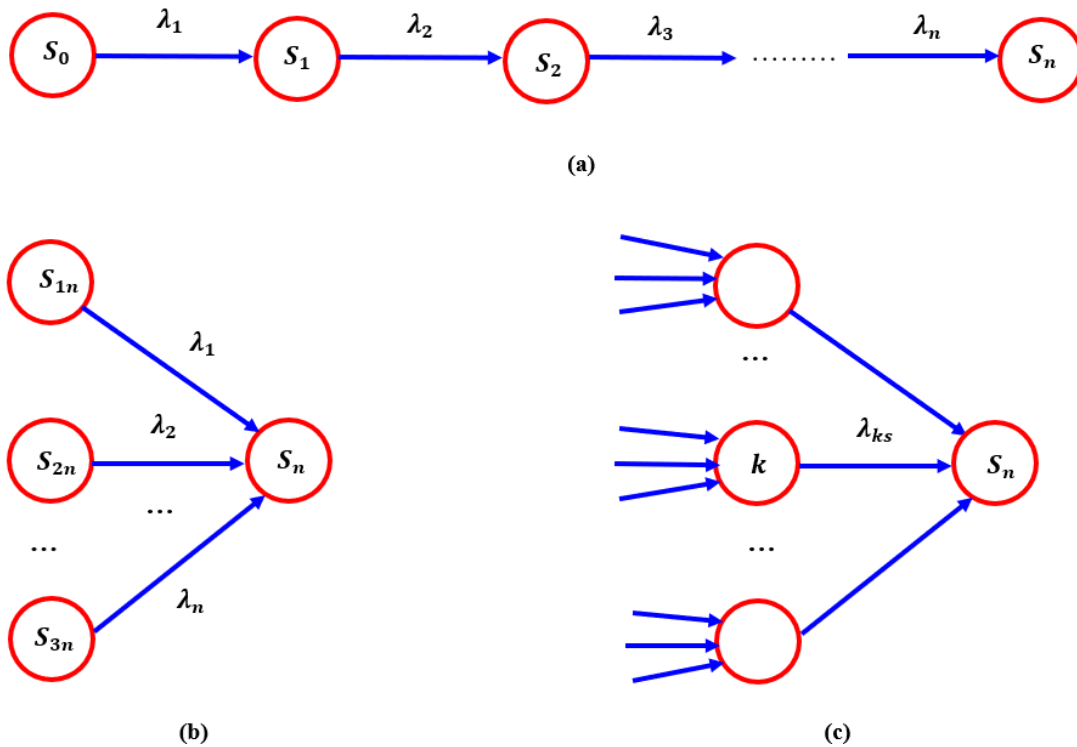 λ₁ λ₂ λ₃ λₙ
S₀ S₁ S₂ ......... Sₙ
(a)
S₁ₙ
λ₁
...
λ₂ λₖₛ
S₂ₙ Sₙ k Sₙ
...
... ...
λₙ
S₃ₙ
(b) (c)